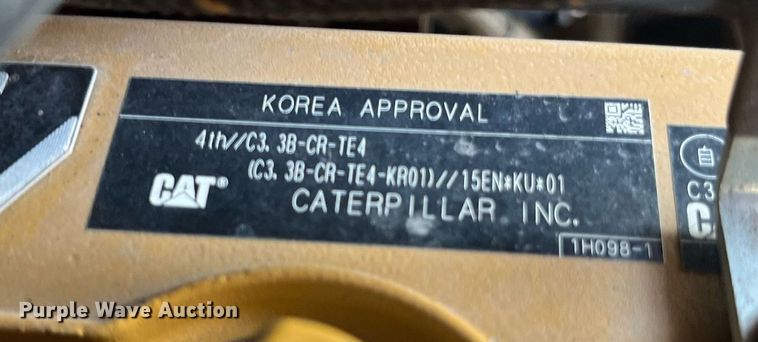 KOREA APPROVAL
4th//C3.3B-CR-TE4
(C3.3B-CR-TE4-KR01)//15EN*KU*01
CAT®
CATERPILLAR INC.
1H098-1
C3
Purple Wave Auction